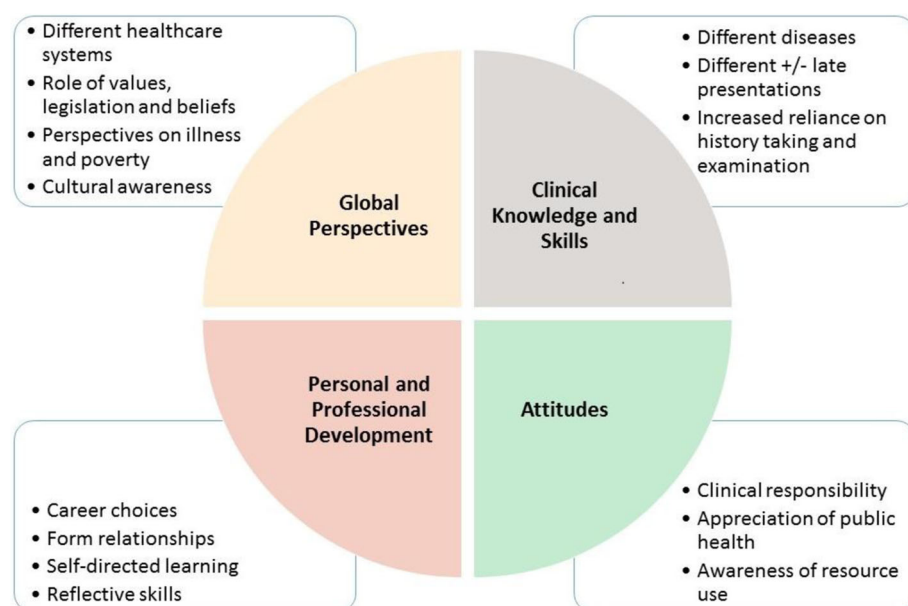 • Different healthcare
systems
• Role of values,
legislation and beliefs
• Perspectives on illness
and poverty
• Cultural awareness
• Different diseases
• Different +/- late
presentations
• Increased reliance on
history taking and
examination
Global
Perspectives
Clinical
Knowledge and
Skills
Personal and
Professional
Development
Attitudes
• Career choices
• Form relationships
• Self-directed learning
• Reflective skills
• Clinical responsibility
• Appreciation of public
health
• Awareness of resource
use